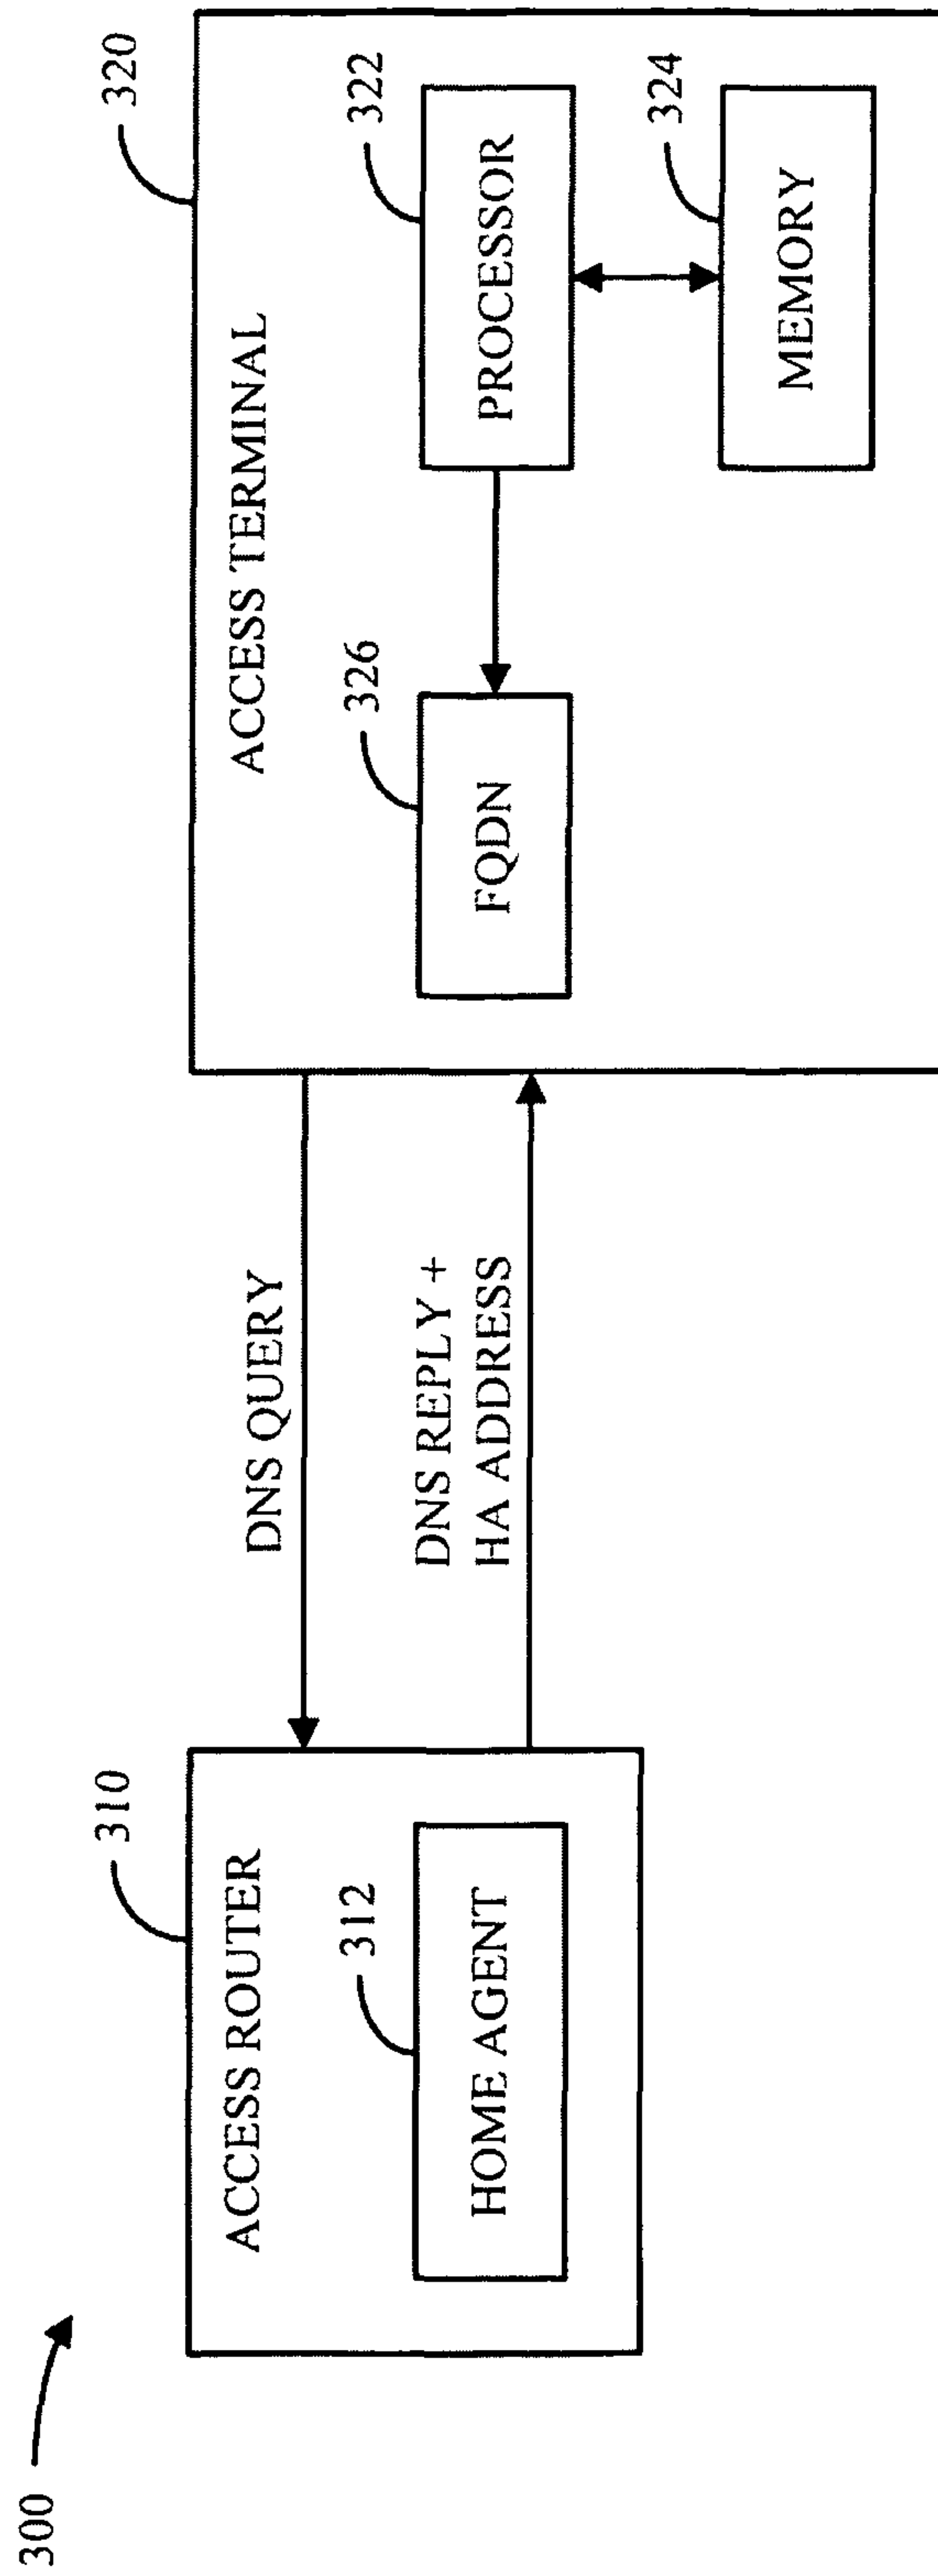 300
310
ACCESS ROUTER
312
HOME AGENT
DNS QUERY
DNS REPLY +
HA ADDRESS
320
ACCESS TERMINAL
326
FQDN
322
PROCESSOR
324
MEMORY